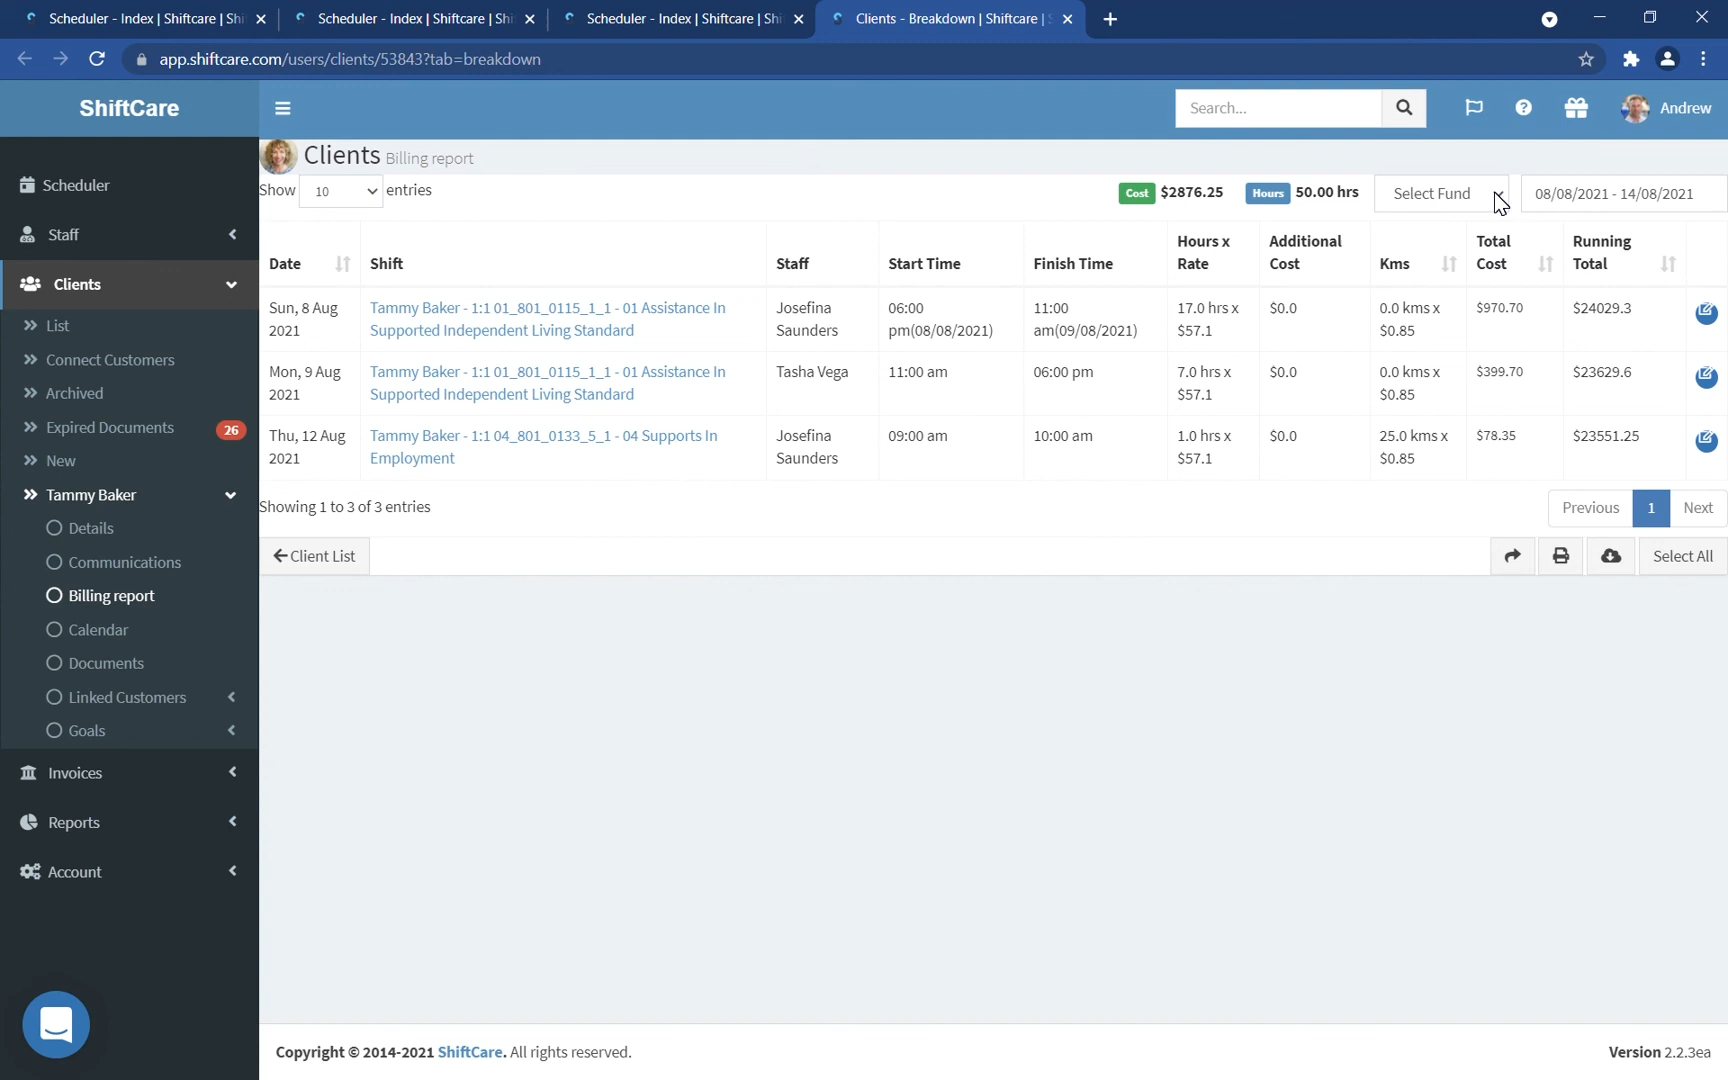 Scheduler - Index | Shiftcare | Shi
Scheduler - Index | Shiftcare | Shi
Scheduler - Index | Shiftcare | Shi
Clients - Breakdown | Shiftcare | S
app.shiftcare.com/users/clients/53843?tab=breakdown
ShiftCare
Search...
Andrew
Scheduler
Staff
Clients
List
Connect Customers
Archived
Expired Documents 26
New
Tammy Baker
Details
Communications
Billing report
Calendar
Documents
Linked Customers
Goals
Invoices
Reports
Account
Clients Billing report
Show 10 entries
Cost $2876.25 Hours 50.00 hrs Select Fund 08/08/2021 - 14/08/2021
Date Shift Staff Start Time Finish Time Hours x Rate Additional Cost Kms Total Cost Running Total
Sun, 8 Aug 2021 Tammy Baker - 1:1 01_801_0115_1_1 - 01 Assistance In Supported Independent Living Standard Josefina Saunders 06:00 pm(08/08/2021) 11:00 am(09/08/2021) 17.0 hrs x $57.1 $0.0 0.0 kms x $0.85 $970.70 $24029.3
Mon, 9 Aug 2021 Tammy Baker - 1:1 01_801_0115_1_1 - 01 Assistance In Supported Independent Living Standard Tasha Vega 11:00 am 06:00 pm 7.0 hrs x $57.1 $0.0 0.0 kms x $0.85 $399.70 $23629.6
Thu, 12 Aug 2021 Tammy Baker - 1:1 04_801_0133_5_1 - 04 Supports In Employment Josefina Saunders 09:00 am 10:00 am 1.0 hrs x $57.1 $0.0 25.0 kms x $0.85 $78.35 $23551.25
Showing 1 to 3 of 3 entries
Previous 1 Next
Client List
Select All
Copyright © 2014-2021 ShiftCare. All rights reserved.
Version 2.2.3ea